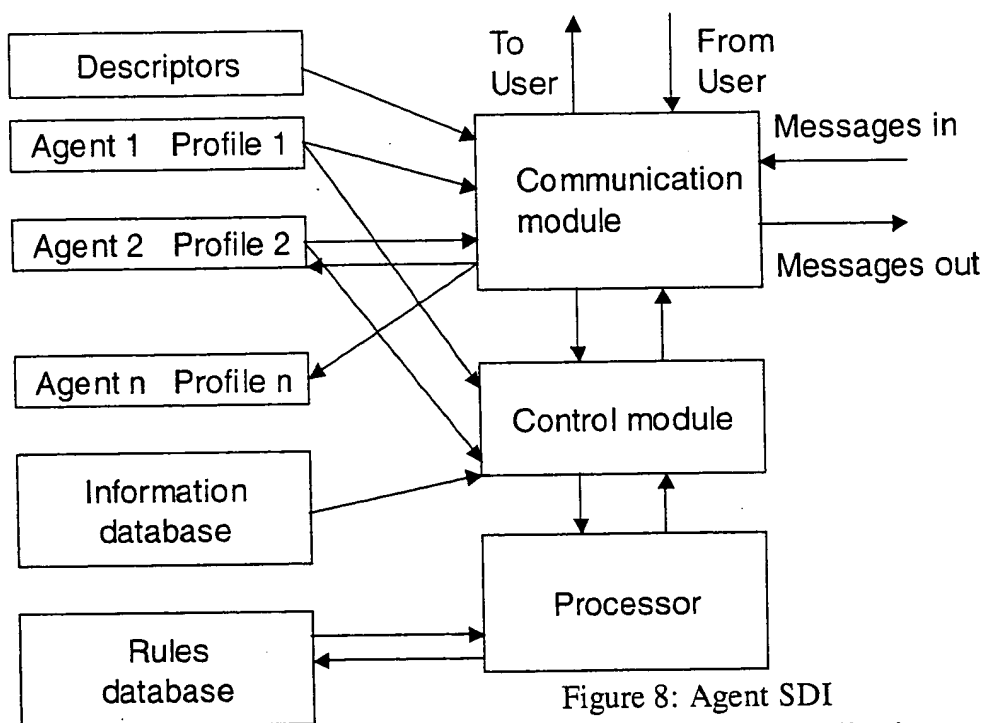 Descriptors
Agent 1 Profile 1
Agent 2 Profile 2
Agent n Profile n
Information
database
Rules
database
To
User
From
User
Messages in
Communication
module
Messages out
Control module
Processor
Figure 8: Agent SDI